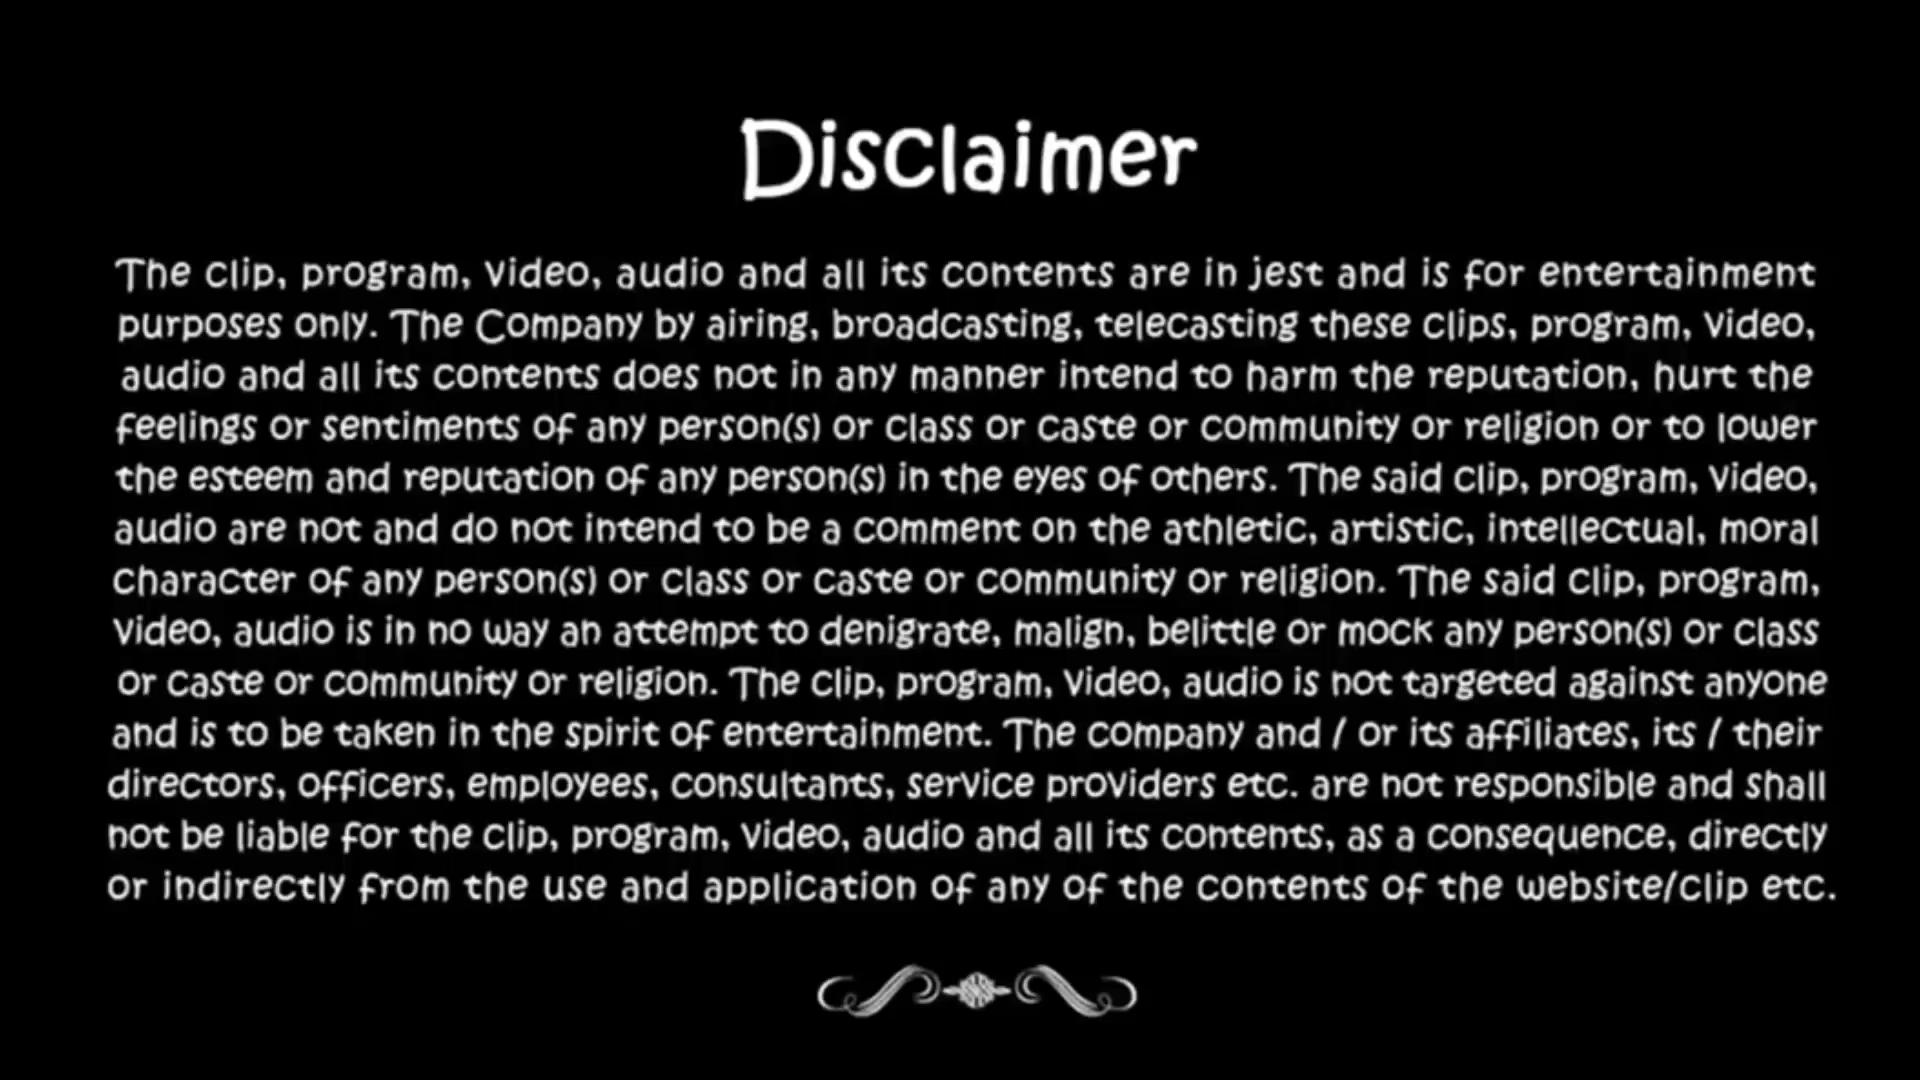 Disclaimer
The clip, program, video, audio and all its contents are in jest and is for entertainment
purposes only. The Company by airing, broadcasting, telecasting these clips, program, video,
audio and all its contents does not in any manner intend to harm the reputation, hurt the
feelings or sentiments of any person(s) or class or caste or community or religion or to lower
the esteem and reputation of any person(s) in the eyes of others. The said clip, program, video,
audio are not and do not intend to be a comment on the athletic, artistic, intellectual, moral
character of any person(s) or class or caste or community or religion. The said clip, program,
video, audio is in no way an attempt to denigrate, malign, belittle or mock any person(s) or class
or caste or community or religion. The clip, program, video, audio is not targeted against anyone
and is to be taken in the spirit of entertainment. The company and / or its affiliates, its / their
directors, officers, employees, consultants, service providers etc. are not responsible and shall
not be liable for the clip, program, video, audio and all its contents, as a consequence, directly
or indirectly from the use and application of any of the contents of the website/clip etc.